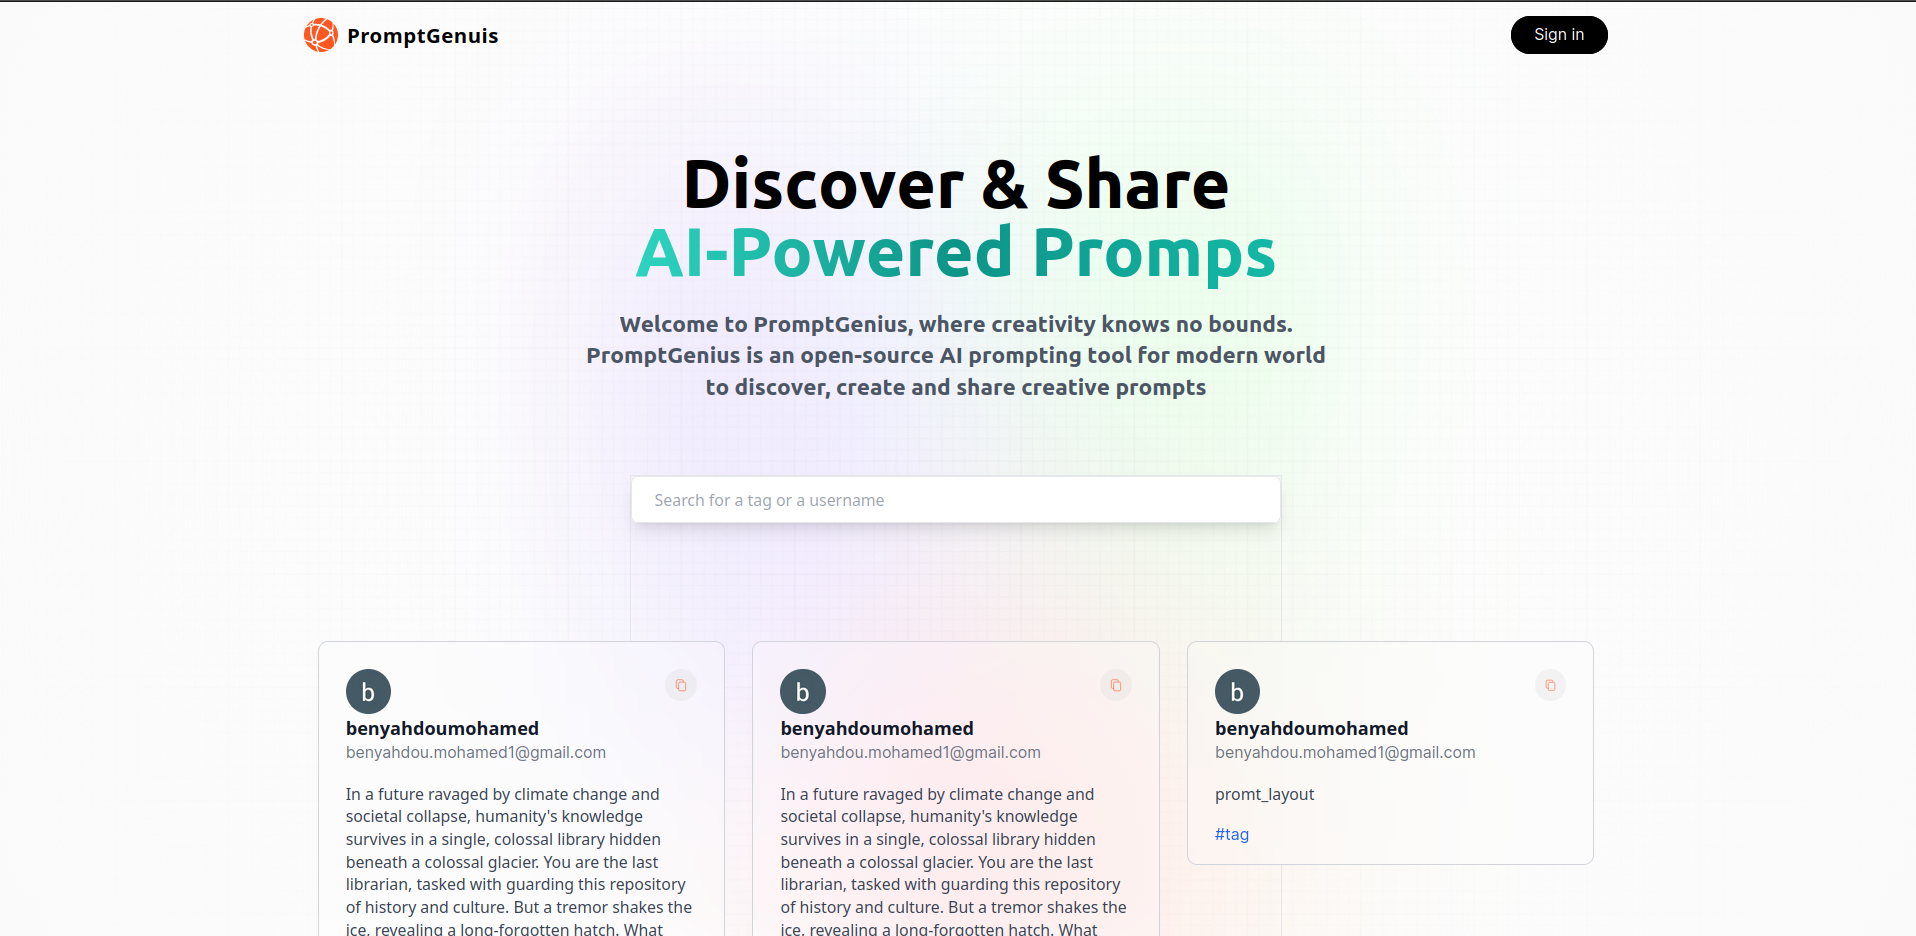 PromptGenuis
Sign in
Discover & Share
AI-Powered Promps
Welcome to PromptGenius, where creativity knows no bounds.
PromptGenius is an open-source AI prompting tool for modern world
to discover, create and share creative prompts
Search for a tag or a username
b
benyahdoumohamed
benyahdou.mohamed1@gmail.com
In a future ravaged by climate change and
societal collapse, humanity's knowledge
survives in a single, colossal library hidden
beneath a colossal glacier. You are the last
librarian, tasked with guarding this repository
of history and culture. But a tremor shakes the
ice, revealing a long-forgotten hatch. What
b
benyahdoumohamed
benyahdou.mohamed1@gmail.com
In a future ravaged by climate change and
societal collapse, humanity's knowledge
survives in a single, colossal library hidden
beneath a colossal glacier. You are the last
librarian, tasked with guarding this repository
of history and culture. But a tremor shakes the
ice, revealing a long-forgotten hatch. What
b
benyahdoumohamed
benyahdou.mohamed1@gmail.com
promt_layout
#tag